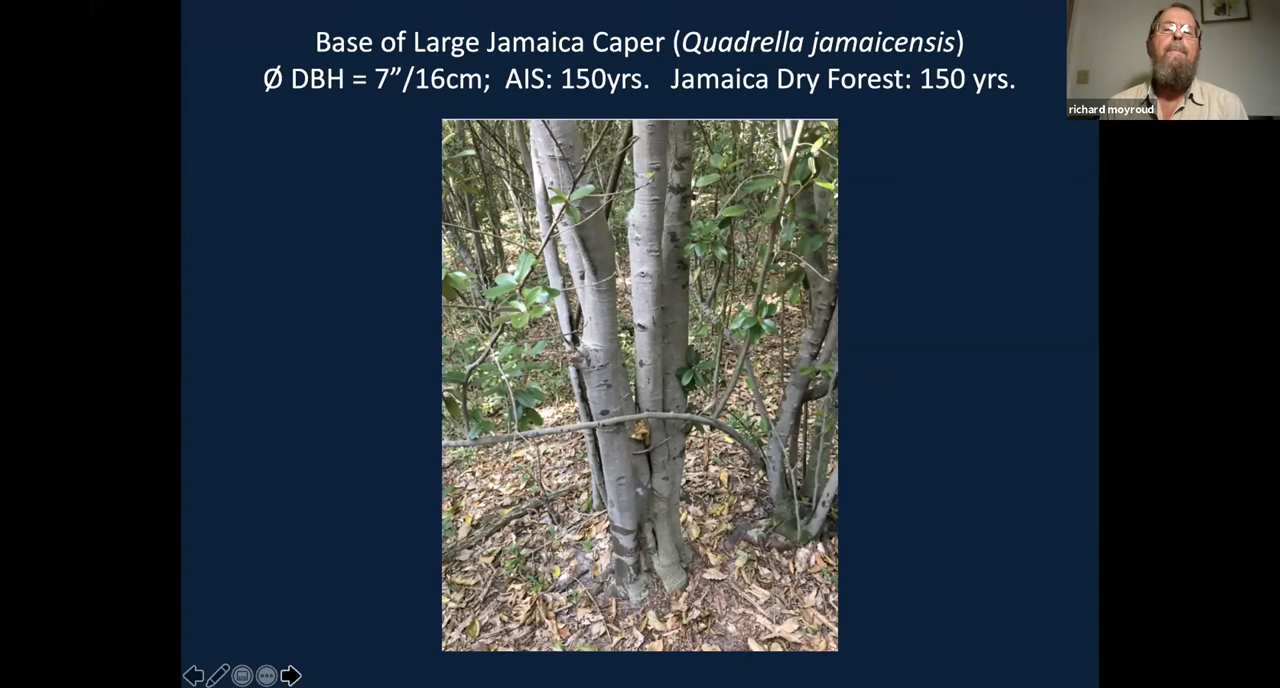 Base of Large Jamaica Caper (Quadrella jamaicensis)
Ø DBH = 7”/16cm; AIS: 150yrs. Jamaica Dry Forest: 150 yrs.
richard moyroud